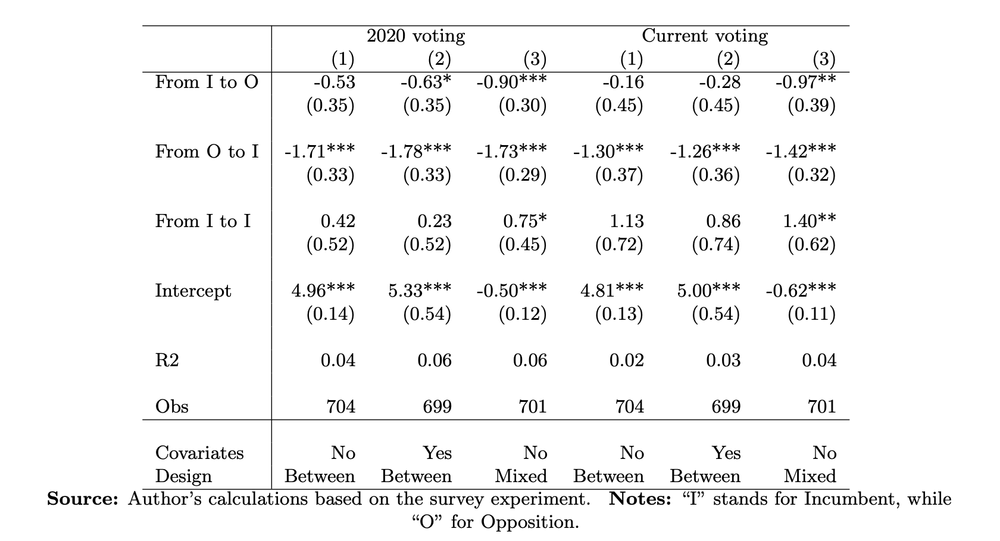 2020 voting Current voting
(1) (2) (3) (1) (2) (3)
From I to O -0.53 -0.63* -0.90*** -0.16 -0.28 -0.97**
(0.35) (0.35) (0.30) (0.45) (0.45) (0.39)
From O to I -1.71*** -1.78*** -1.73*** -1.30*** -1.26*** -1.42***
(0.33) (0.33) (0.29) (0.37) (0.36) (0.32)
From I to I 0.42 0.23 0.75* 1.13 0.86 1.40**
(0.52) (0.52) (0.45) (0.72) (0.74) (0.62)
Intercept 4.96*** 5.33*** -0.50*** 4.81*** 5.00*** -0.62***
(0.14) (0.54) (0.12) (0.13) (0.54) (0.11)
R2 0.04 0.06 0.06 0.02 0.03 0.04
Obs 704 699 701 704 699 701
Covariates No Yes No No Yes No
Design Between Between Mixed Between Between Mixed
Source: Author's calculations based on the survey experiment. Notes: “I” stands for Incumbent, while
“O” for Opposition.